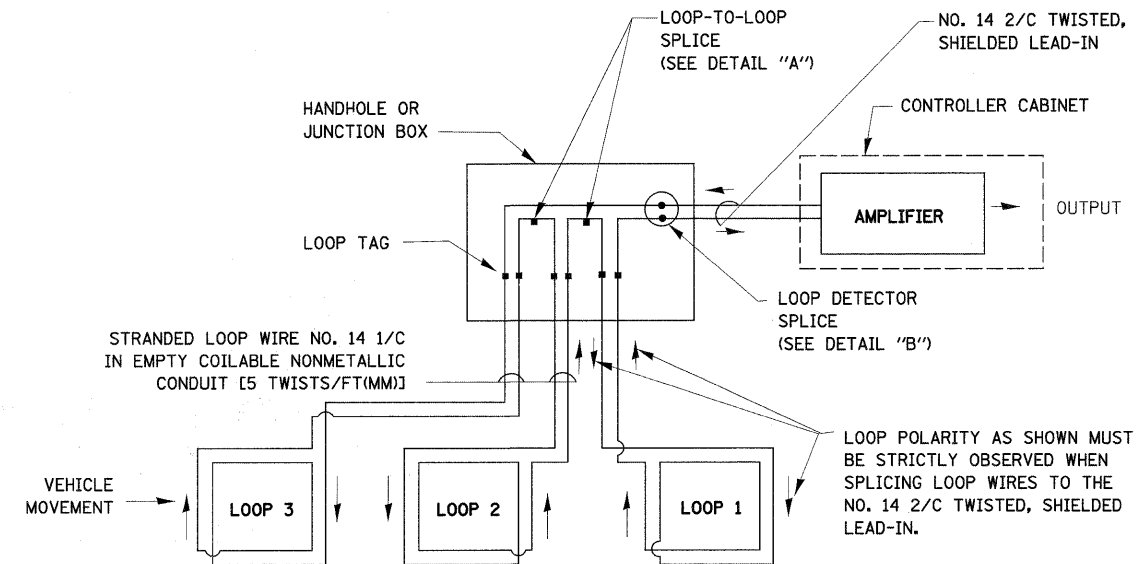 LOOP-TO-LOOP
SPLICE
(SEE DETAIL "A")
NO. 14 2/C TWISTED,
SHIELDED LEAD-IN
HANDHOLE OR
JUNCTION BOX
CONTROLLER CABINET
AMPLIFIER
OUTPUT
LOOP TAG
LOOP DETECTOR
SPLICE
(SEE DETAIL "B")
STRANDED LOOP WIRE NO. 14 1/C
IN EMPTY COILABLE NONMETALLIC
CONDUIT [5 TWISTS/FT(MM)]
LOOP POLARITY AS SHOWN MUST
BE STRICTLY OBSERVED WHEN
SPLICING LOOP WIRES TO THE
NO. 14 2/C TWISTED, SHIELDED
LEAD-IN.
VEHICLE
MOVEMENT
LOOP 3
LOOP 2
LOOP 1